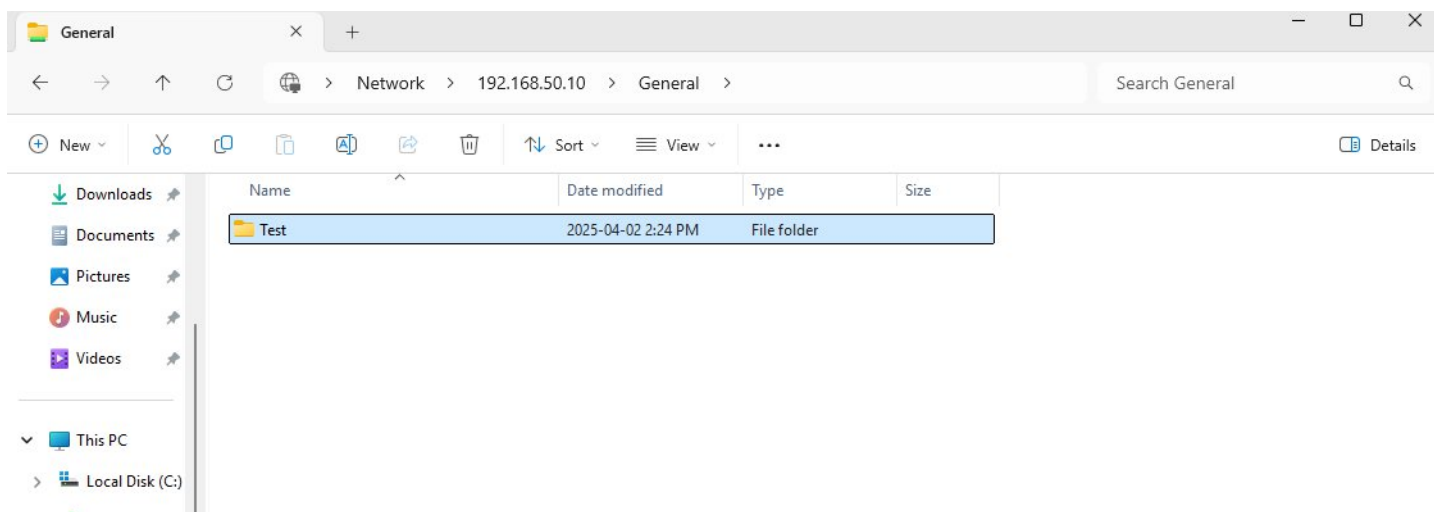 General
Network > 192.168.50.10 > General >
Search General
New
Sort
View
Details
Downloads
Name Date modified Type Size
Test 2025-04-02 2:24 PM File folder
Documents
Pictures
Music
Videos
This PC
Local Disk (C:)